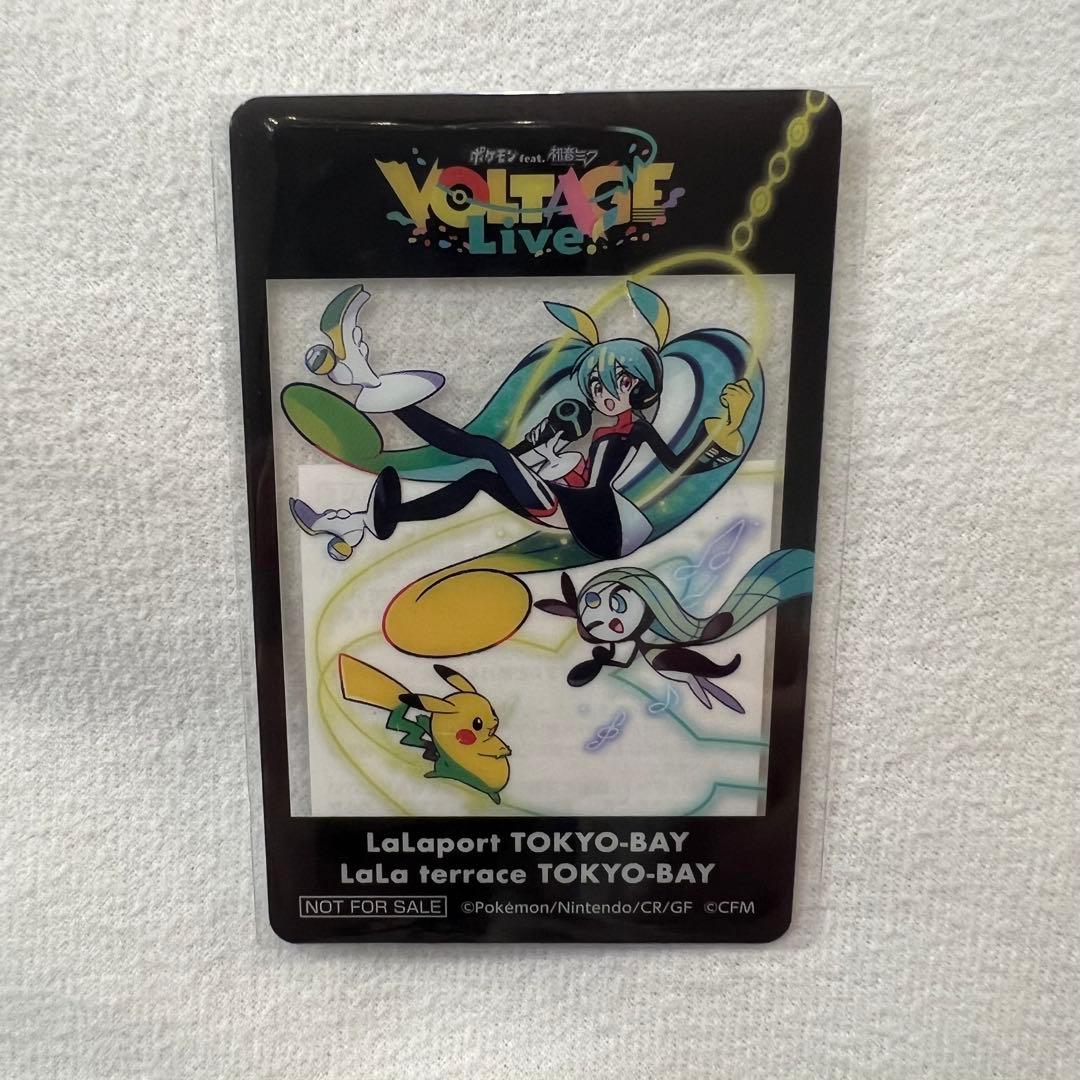 ポケモン feat. 初音ミク
VOLTAGE
Live!
LaLaport TOKYO-BAY
LaLa terrace TOKYO-BAY
NOT FOR SALE ©Pokémon/Nintendo/CR/GF ©CFM